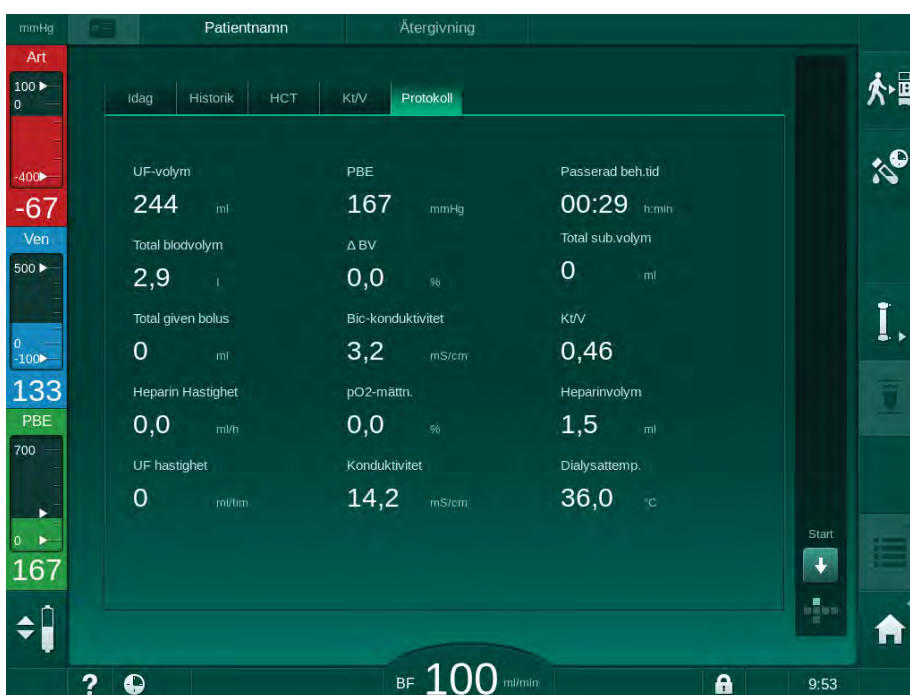 mmHg Patientnamn Återgivning
Art
100
0
-400
-67
Ven
500
0
-100
133
PBE
700
0
167
Idag Historik HCT Kt/V Protokoll
UF-volym PBE Passerad beh.tid
244 ml 167 mmHg 00:29 h:min
Total blodvolym Δ BV Total sub.volym
2,9 l 0,0 % 0 ml
Total given bolus Bic-konduktivitet Kt/V
0 ml 3,2 mS/cm 0,46
Heparin Hastighet pO2-mättn. Heparinvolym
0,0 ml/h 0,0 % 1,5 ml
UF hastighet Konduktivitet Dialysattemp.
0 ml/tim 14,2 mS/cm 36,0 °C
Start
? BF 100 ml/min 9:53